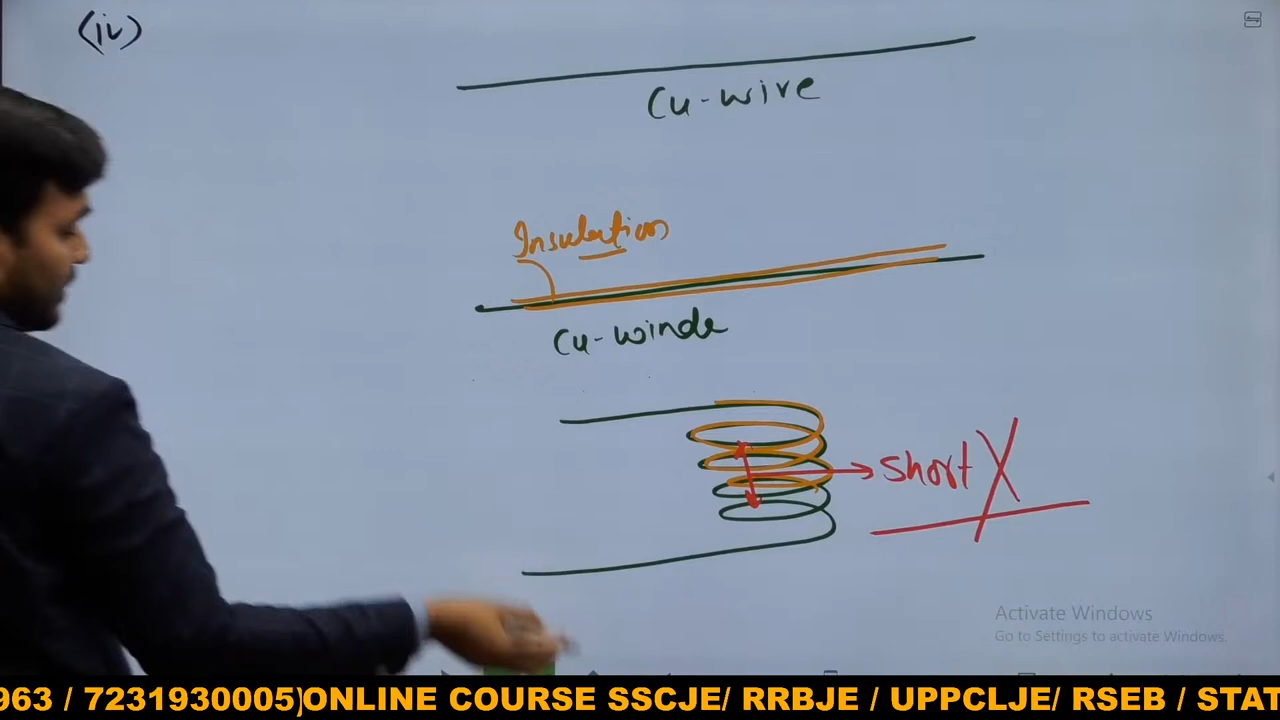 (iv)
Cu-wire
Insulation
Cu-winde
short X
Activate Windows
Go to Settings to activate Windows.
963 / 7231930005)ONLINE COURSE SSCJE/ RRBJE / UPPCLJE/ RSEB / STAT